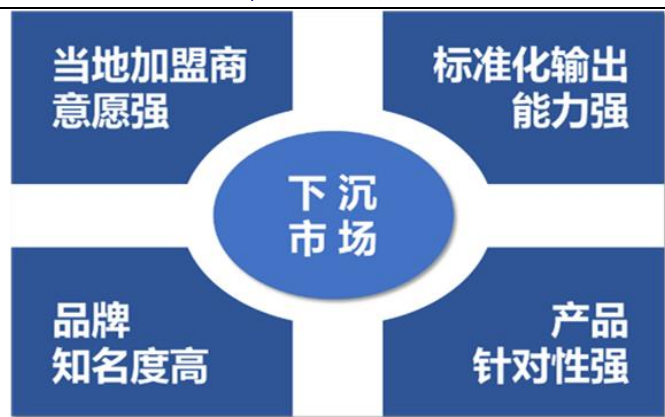 当地加盟商
意愿强
标准化输出
能力强
下沉
市场
品牌
知名度高
产品
针对性强